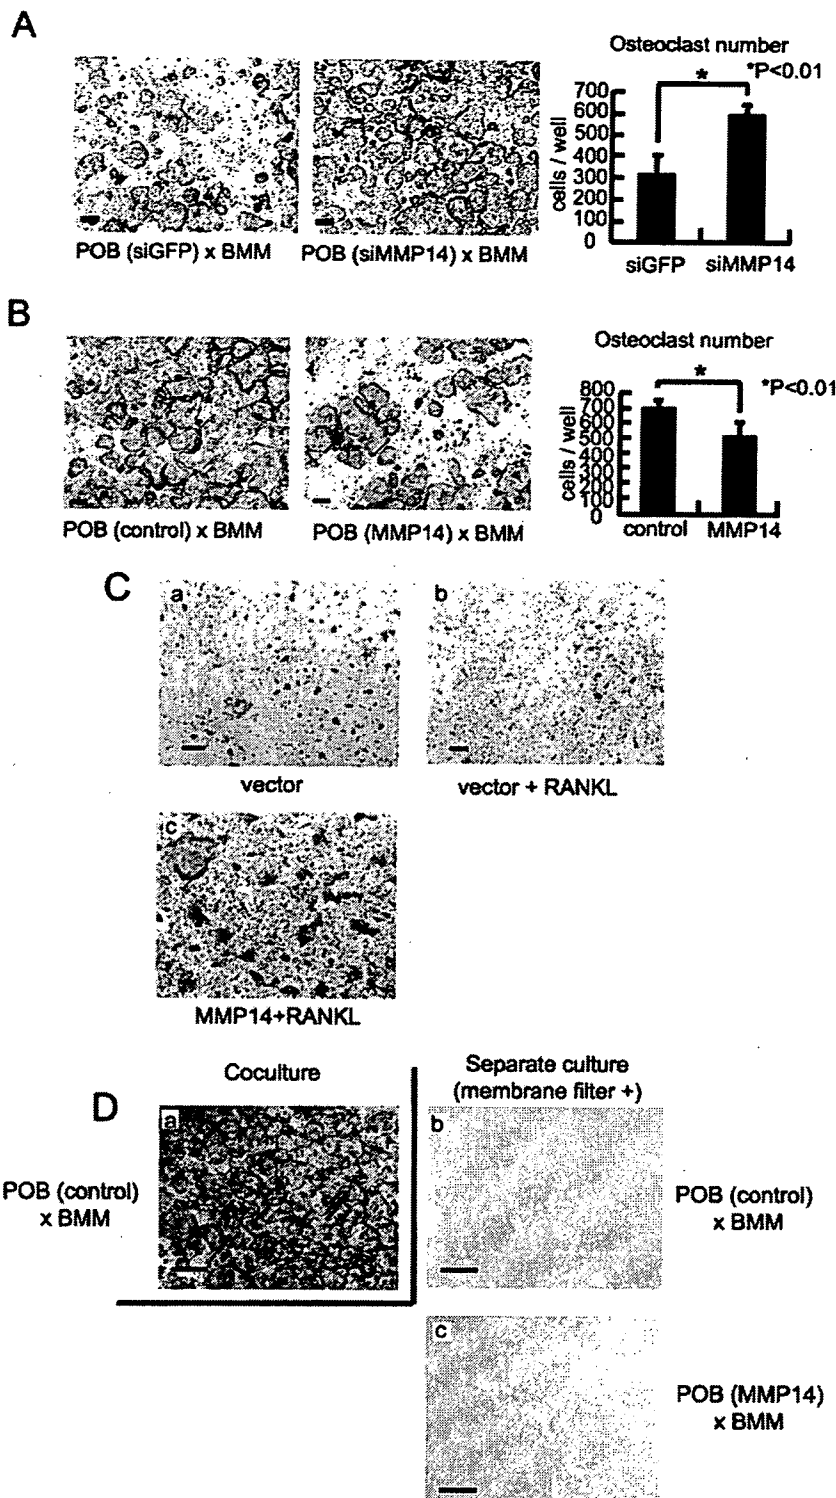 A
Osteoclast number
*P<0.01
*
cells / well
700
600
500
400
300
200
100
0
siGFP siMMP14
POB (siGFP) x BMM
POB (siMMP14) x BMM
B
Osteoclast number
*P<0.01
*
cells / well
800
700
600
500
400
300
200
100
0
control MMP14
POB (control) x BMM
POB (MMP14) x BMM
C
a
b
vector
vector + RANKL
c
MMP14+RANKL
Coculture
Separate culture
(membrane filter +)
D
a
b
POB (control)
x BMM
POB (control)
x BMM
c
POB (MMP14)
x BMM